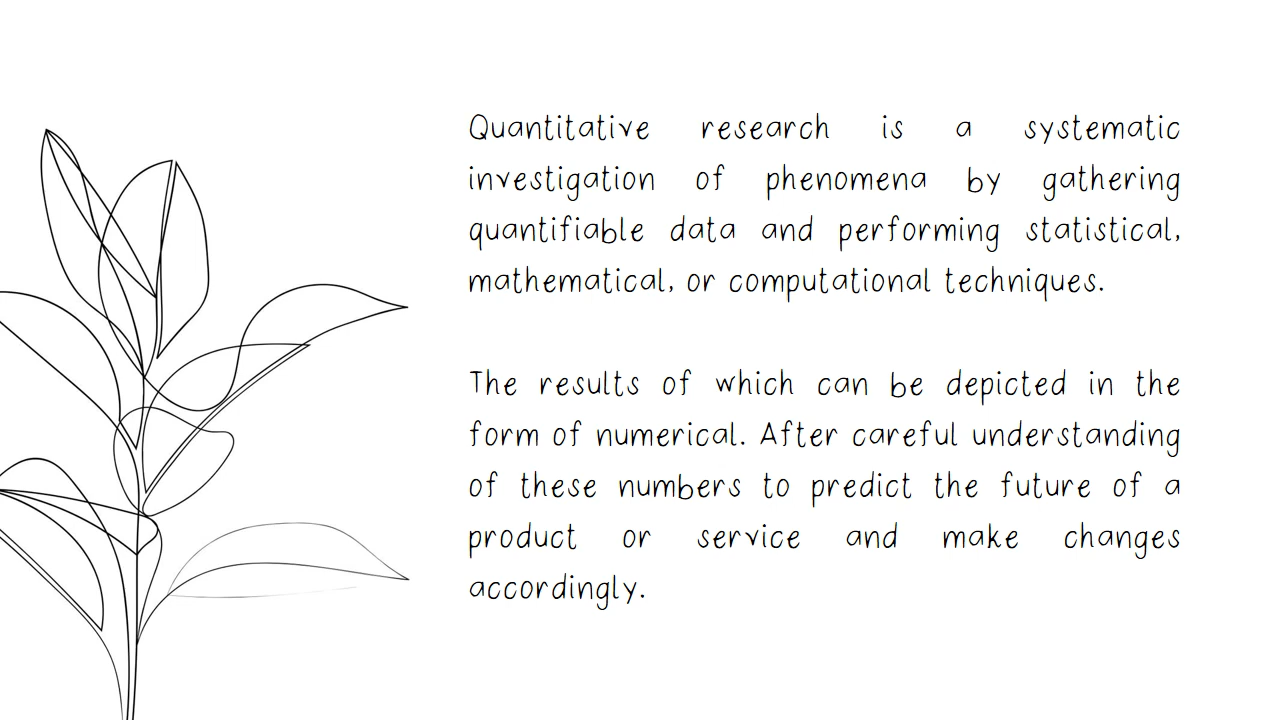 Quantitative research is a systematic
investigation of phenomena by gathering
quantifiable data and performing statistical,
mathematical, or computational techniques.
The results of which can be depicted in the
form of numerical. After careful understanding
of these numbers to predict the future of a
product or service and make changes
accordingly.